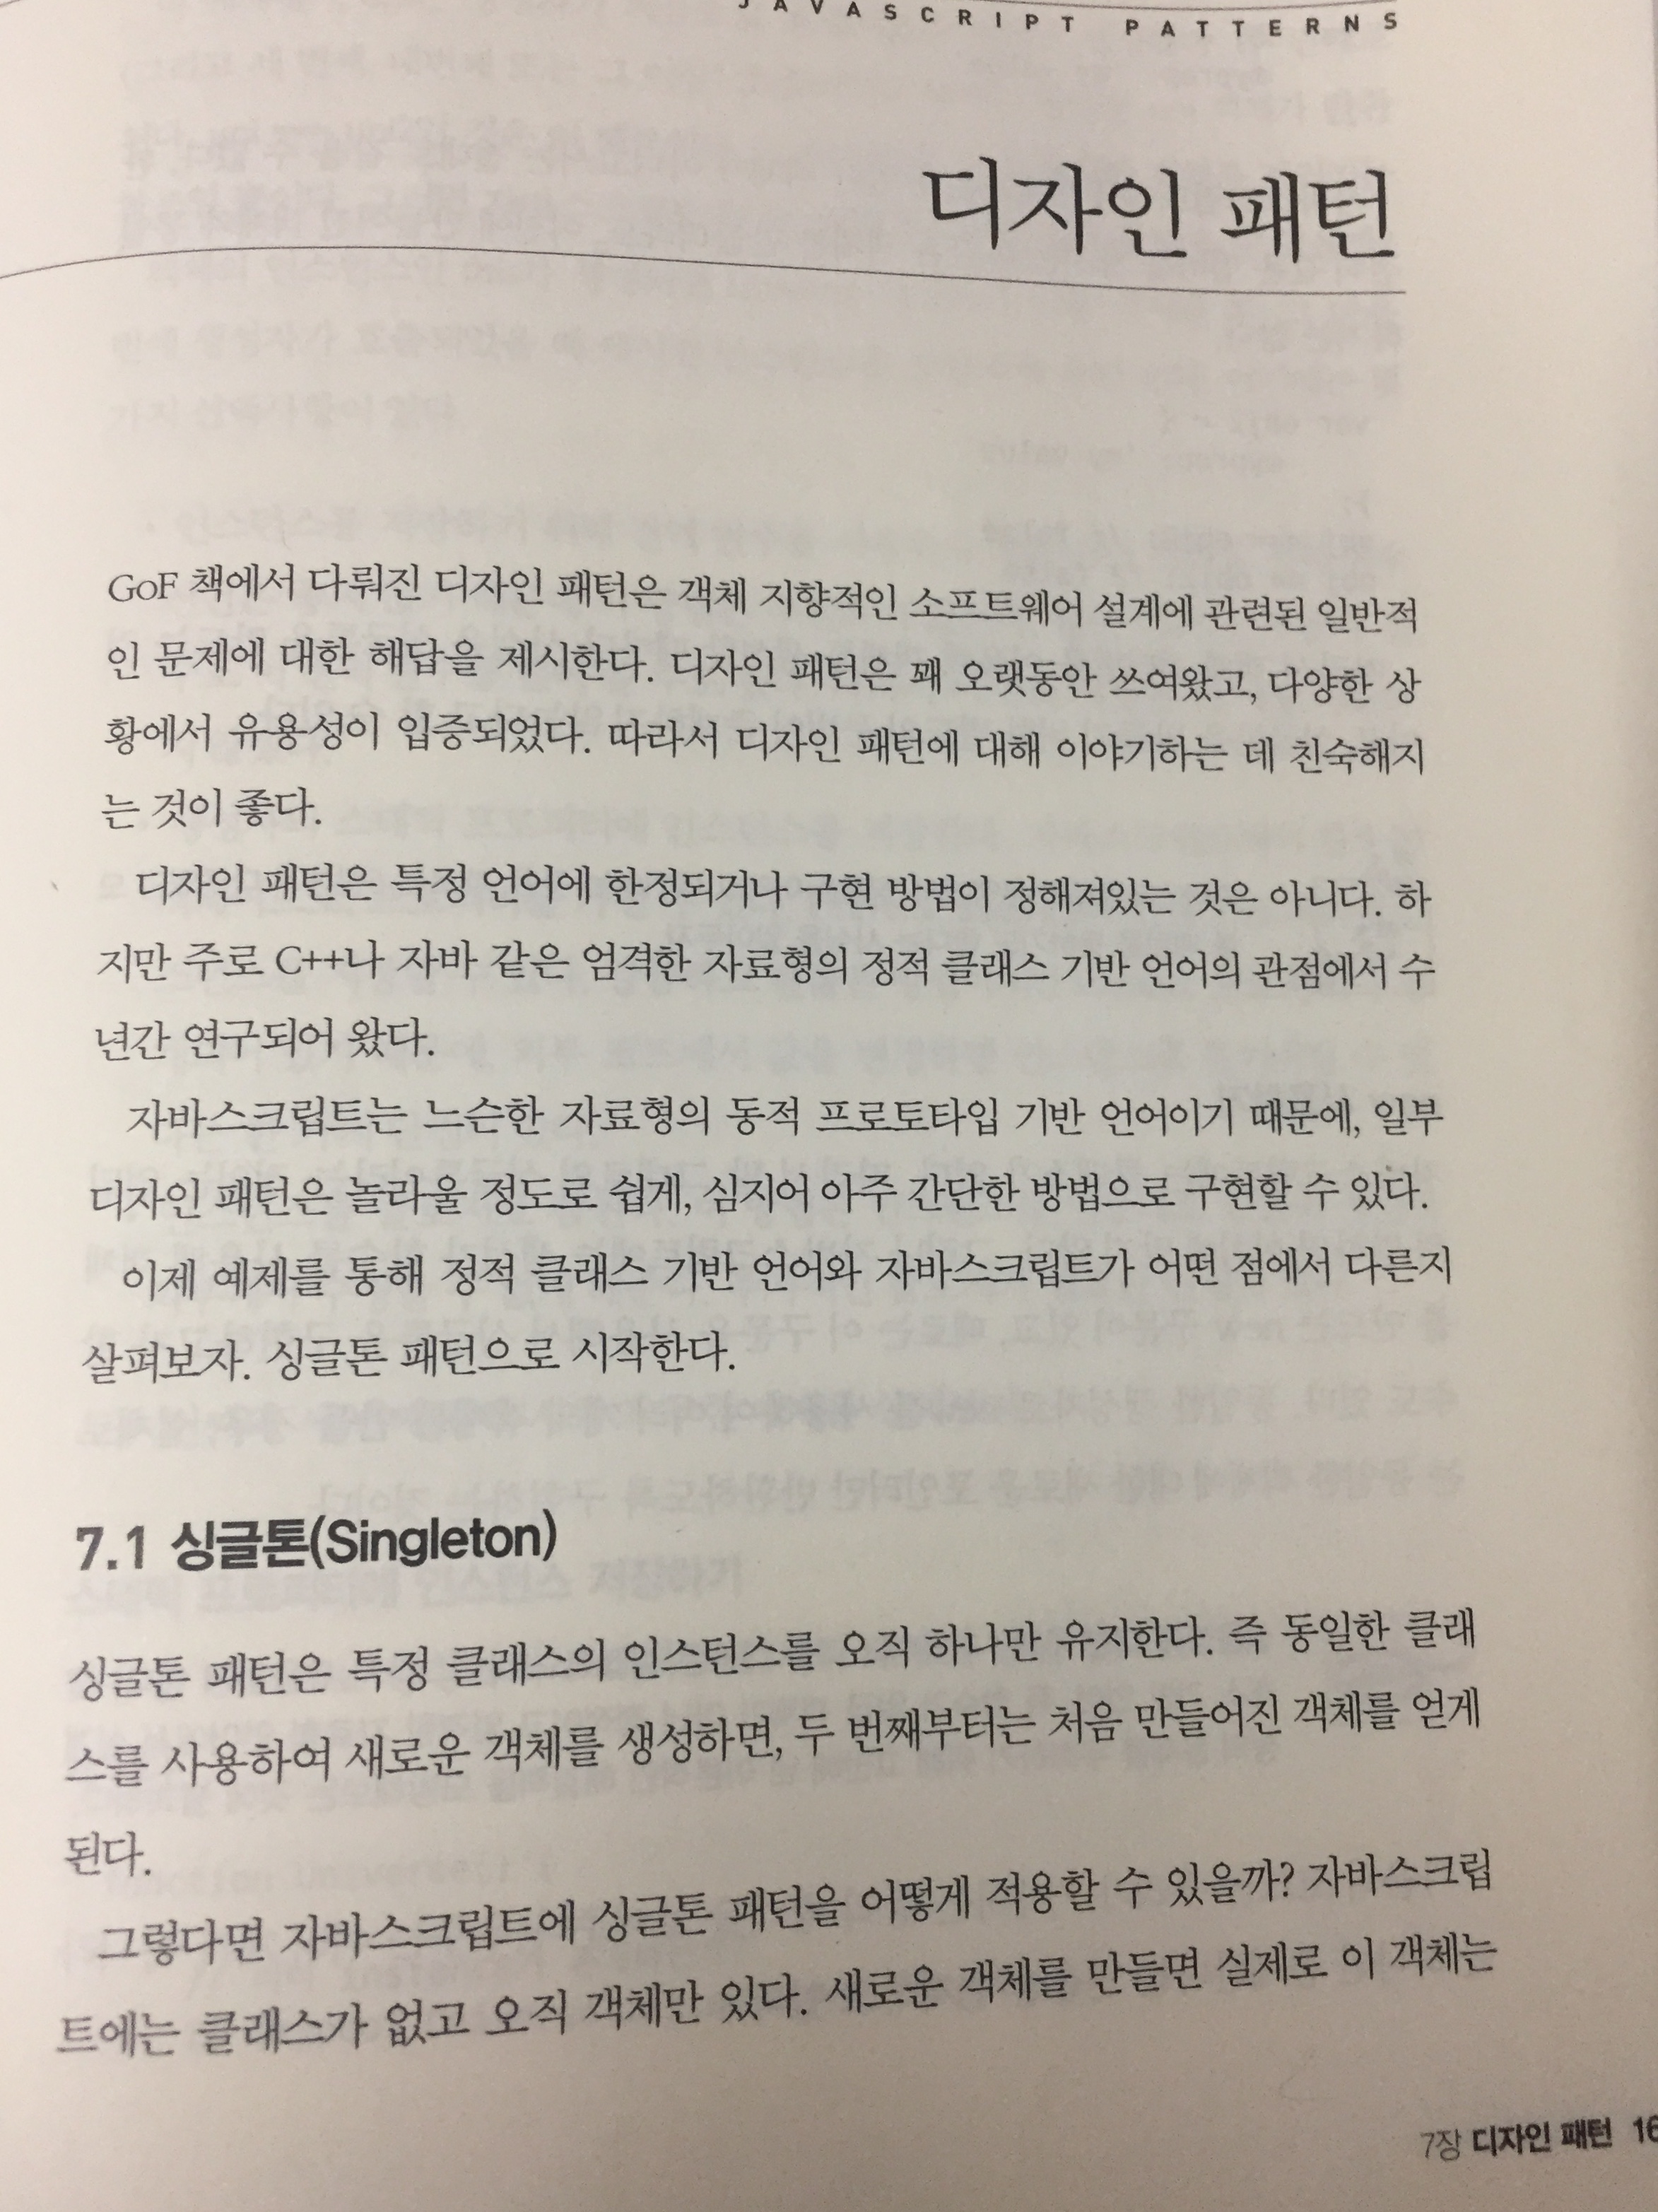 JAVASCRIPT PATTERNS
디자인 패턴
GoF 책에서 다뤄진 디자인 패턴은 객체 지향적인 소프트웨어 설계에 관련된 일반적
인 문제에 대한 해답을 제시한다. 디자인 패턴은 꽤 오랫동안 쓰여왔고, 다양한 상
황에서 유용성이 입증되었다. 따라서 디자인 패턴에 대해 이야기하는 데 친숙해지
는 것이 좋다.
디자인 패턴은 특정 언어에 한정되거나 구현 방법이 정해져있는 것은 아니다. 하
지만 주로 C++나 자바 같은 엄격한 자료형의 정적 클래스 기반 언어의 관점에서 수
년간 연구되어 왔다.
자바스크립트는 느슨한 자료형의 동적 프로토타입 기반 언어이기 때문에, 일부
디자인 패턴은 놀라울 정도로 쉽게, 심지어 아주 간단한 방법으로 구현할 수 있다.
이제 예제를 통해 정적 클래스 기반 언어와 자바스크립트가 어떤 점에서 다른지
살펴보자. 싱글톤 패턴으로 시작한다.
7.1 싱글톤(Singleton)
싱글톤 패턴은 특정 클래스의 인스턴스를 오직 하나만 유지한다. 즉 동일한 클래
스를 사용하여 새로운 객체를 생성하면, 두 번째부터는 처음 만들어진 객체를 얻게
된다.
그렇다면 자바스크립트에 싱글톤 패턴을 어떻게 적용할 수 있을까? 자바스크립
트에는 클래스가 없고 오직 객체만 있다. 새로운 객체를 만들면 실제로 이 객체는
7장 디자인 패턴 16